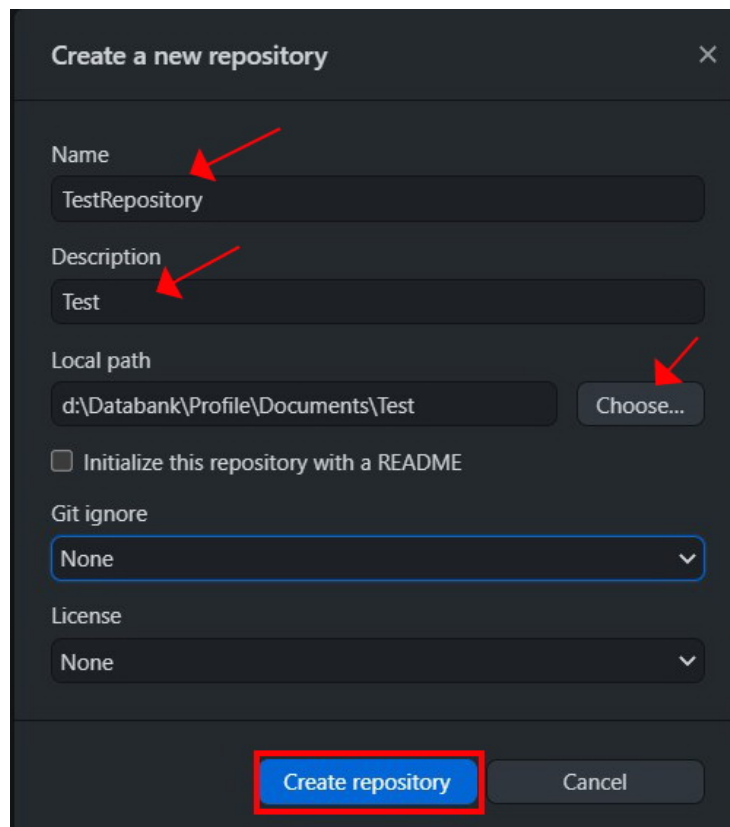 Create a new repository
Name
TestRepository
Description
Test
Local path
d:\Databank\Profile\Documents\Test
Choose...
Initialize this repository with a README
Git ignore
None
License
None
Create repository
Cancel